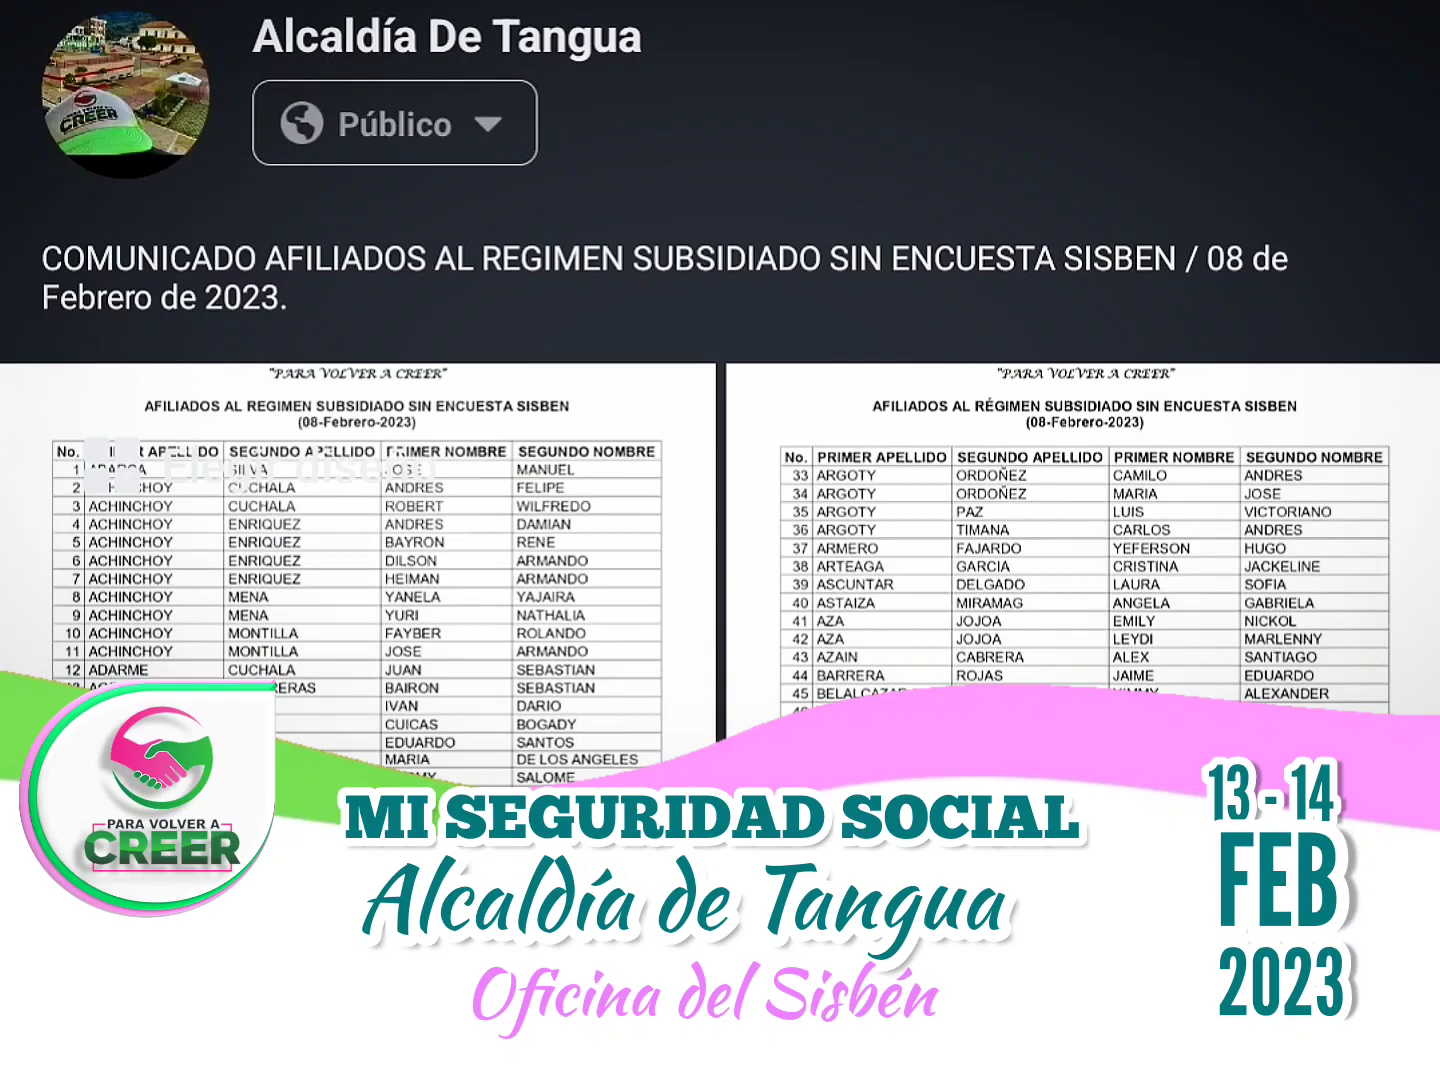 Alcaldía De Tangua
Público
COMUNICADO AFILIADOS AL REGIMEN SUBSIDIADO SIN ENCUESTA SISBEN / 08 de
Febrero de 2023.
"PARA VOLVER A CREER"
AFILIADOS AL REGIMEN SUBSIDIADO SIN ENCUESTA SISBEN
(08-Febrero-2023)
No. APELLIDO SEGUNDO APELLIDO PRIMER NOMBRE SEGUNDO NOMBRE
1 SILVA JOSE MANUEL
2 CUCHALA ANDRES FELIPE
3 ACHINCHOY CUCHALA ROBERT WILFREDO
4 ACHINCHOY ENRIQUEZ ANDRES DAMIAN
5 ACHINCHOY ENRIQUEZ BAYRON RENE
6 ACHINCHOY ENRIQUEZ DILSON ARMANDO
7 ACHINCHOY ENRIQUEZ HEIMAN ARMANDO
8 ACHINCHOY MENA YANELA YAJAIRA
9 ACHINCHOY MENA YURI NATHALIA
10 ACHINCHOY MONTILLA FAYBER ROLANDO
11 ACHINCHOY MONTILLA JOSE ARMANDO
12 ADARME CUCHALA JUAN SEBASTIAN
BAIRON SEBASTIAN
IVAN DARIO
CUICAS BOGADY
EDUARDO SANTOS
MARIA DE LOS ANGELES
SALOME
"PARA VOLVER A CREER"
AFILIADOS AL RÉGIMEN SUBSIDIADO SIN ENCUESTA SISBEN
(08-Febrero-2023)
No. PRIMER APELLIDO SEGUNDO APELLIDO PRIMER NOMBRE SEGUNDO NOMBRE
33 ARGOTY ORDOÑEZ CAMILO ANDRES
34 ARGOTY ORDOÑEZ MARIA JOSE
35 ARGOTY PAZ LUIS VICTORIANO
36 ARGOTY TIMANA CARLOS ANDRES
37 ARMERO FAJARDO YEFERSON HUGO
38 ARTEAGA GARCIA CRISTINA JACKELINE
39 ASCUNTAR DELGADO LAURA SOFIA
40 ASTAIZA MIRAMAG ANGELA GABRIELA
41 AZA JOJOA EMILY NICKOL
42 AZA JOJOA LEYDI MARLENNY
43 AZAIN CABRERA ALEX SANTIAGO
44 BARRERA ROJAS JAIME EDUARDO
45 ALEXANDER
PARA VOLVER A
CREER
MI SEGURIDAD SOCIAL
Alcaldía de Tangua
Oficina del Sisbén
13 - 14
FEB
2023